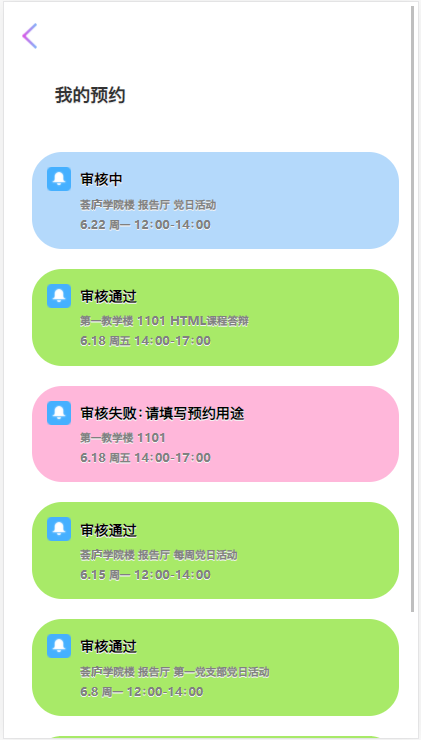 我的预约
审核中
荟庐学院楼 报告厅 党日活动
6.22 周一 12:00-14:00
审核通过
第一教学楼 1101 HTML课程答辩
6.18 周五 14:00-17:00
审核失败:请填写预约用途
第一教学楼 1101
6.18 周五 14:00-17:00
审核通过
荟庐学院楼 报告厅 每周党日活动
6.15 周一 12:00-14:00
审核通过
荟庐学院楼 报告厅 第一党支部党日活动
6.8 周一 12:00-14:00